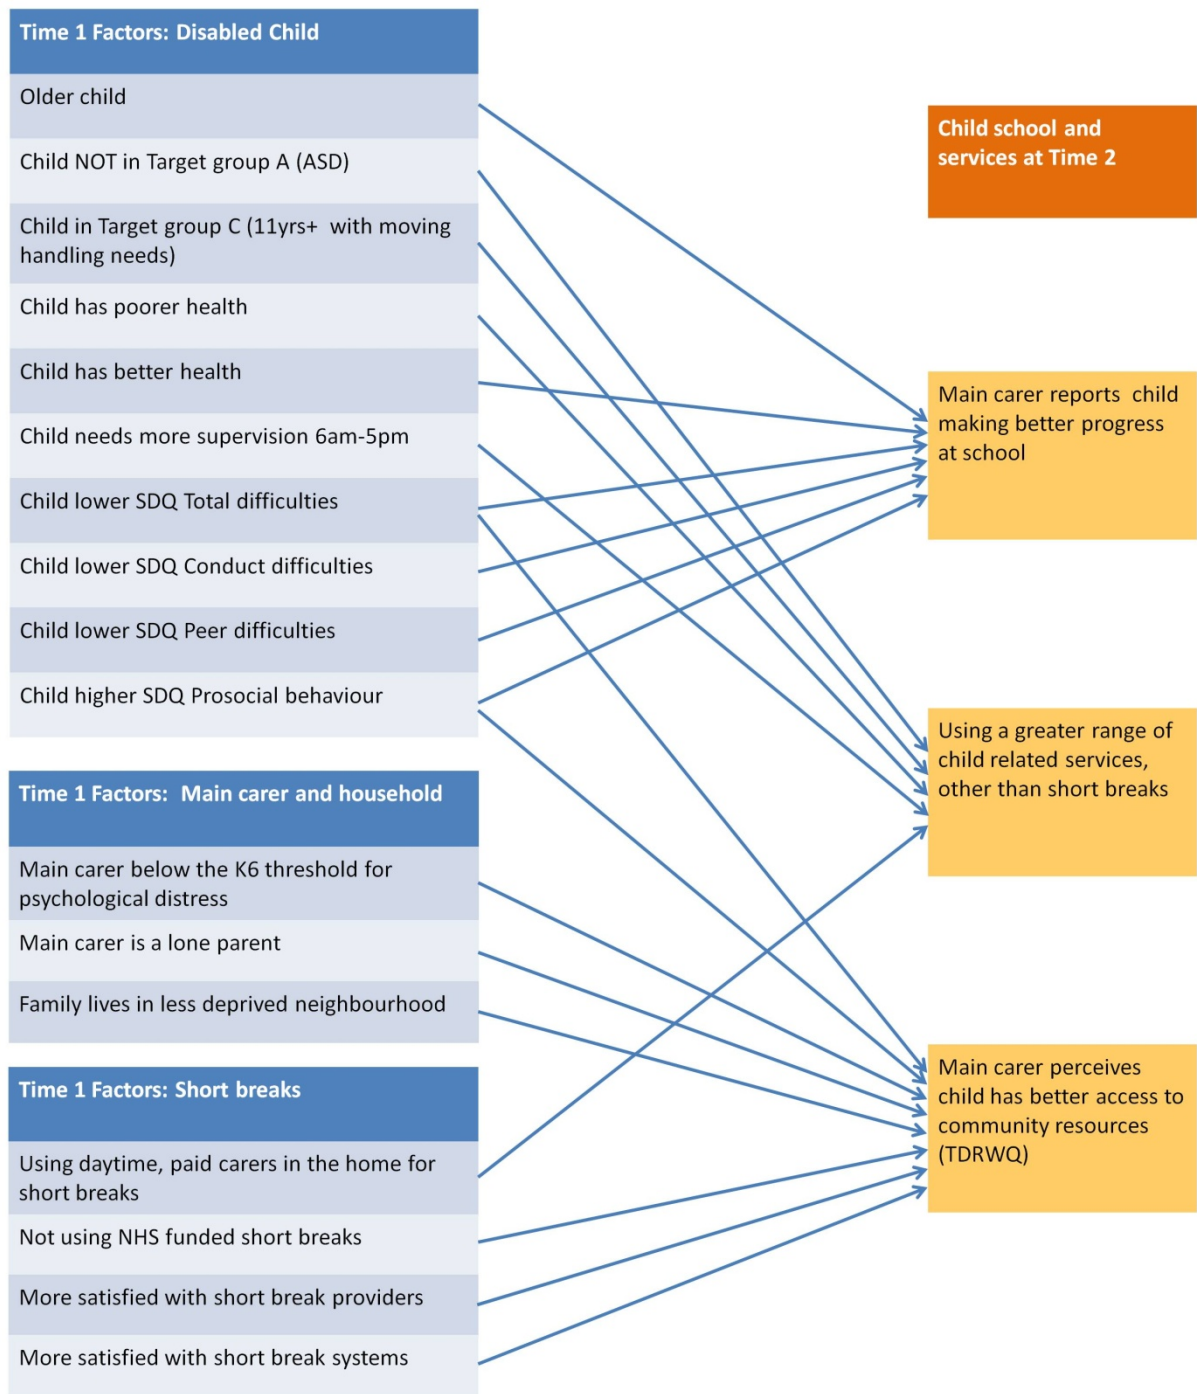 Time 1 Factors: Disabled Child
Older child
Child NOT in Target group A (ASD)
Child in Target group C (11yrs+  with moving
handling needs)
Child has poorer health
Child has better health
Child needs more supervision 6am-5pm
Child lower SDQ Total difficulties
Child lower SDQ Conduct difficulties
Child lower SDQ Peer difficulties
Child higher SDQ Prosocial behaviour
Time 1 Factors:  Main carer and household
Main carer below the K6 threshold for
psychological distress
Main carer is a lone parent
Family lives in less deprived neighbourhood
Time 1 Factors: Short breaks
Using daytime, paid carers in the home for
short breaks
Not using NHS funded short breaks
More satisfied with short break providers
More satisfied with short break systems
Child school and
services at Time 2
Main carer reports  child
making better progress
at school
Using a greater range of
child related services,
other than short breaks
Main carer perceives
child has better access to
community resources
(TDRWQ)